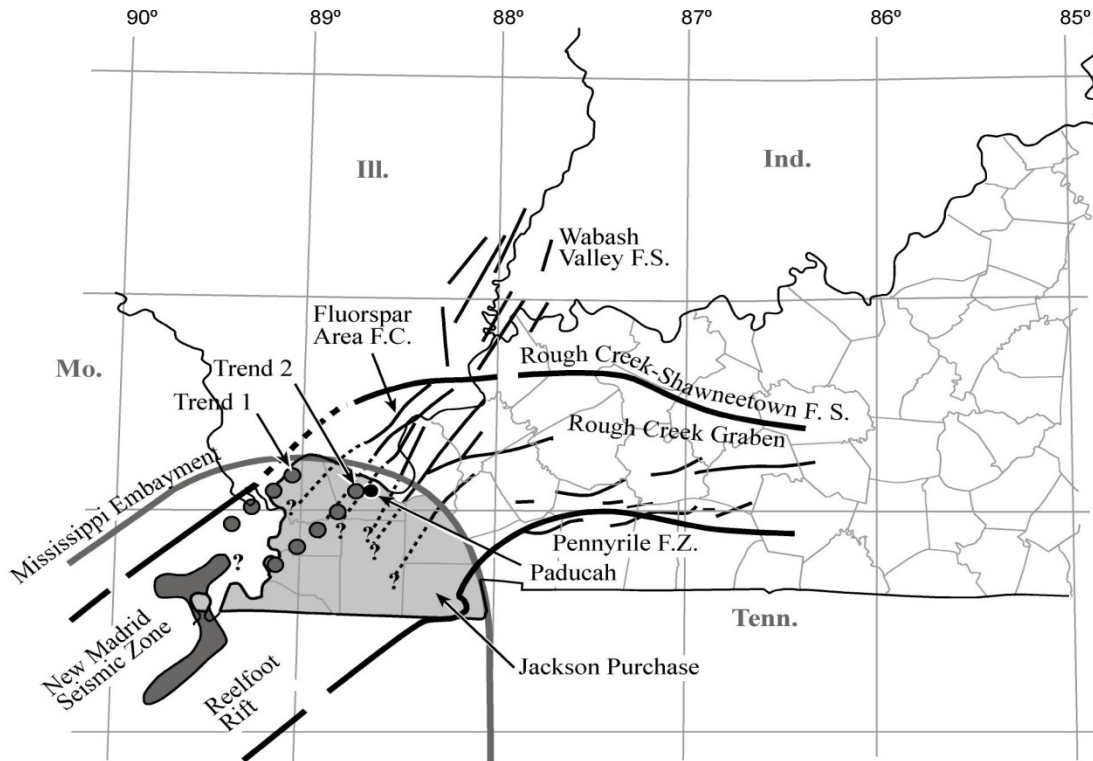 90º 89º 88º 87º 86º 85º
Ill.
Ind.
Wabash
Valley F.S.
Fluorspar
Area F.C.
Mo.
Trend 2
Trend 1
Rough Creek-Shawneetown F. S.
Rough Creek Graben
Mississippi Embayment
?
?
?
?
?
?
Pennyrile F.Z.
Paducah
Tenn.
Jackson Purchase
New Madrid
Seismic Zone
Reelfoot
Rift